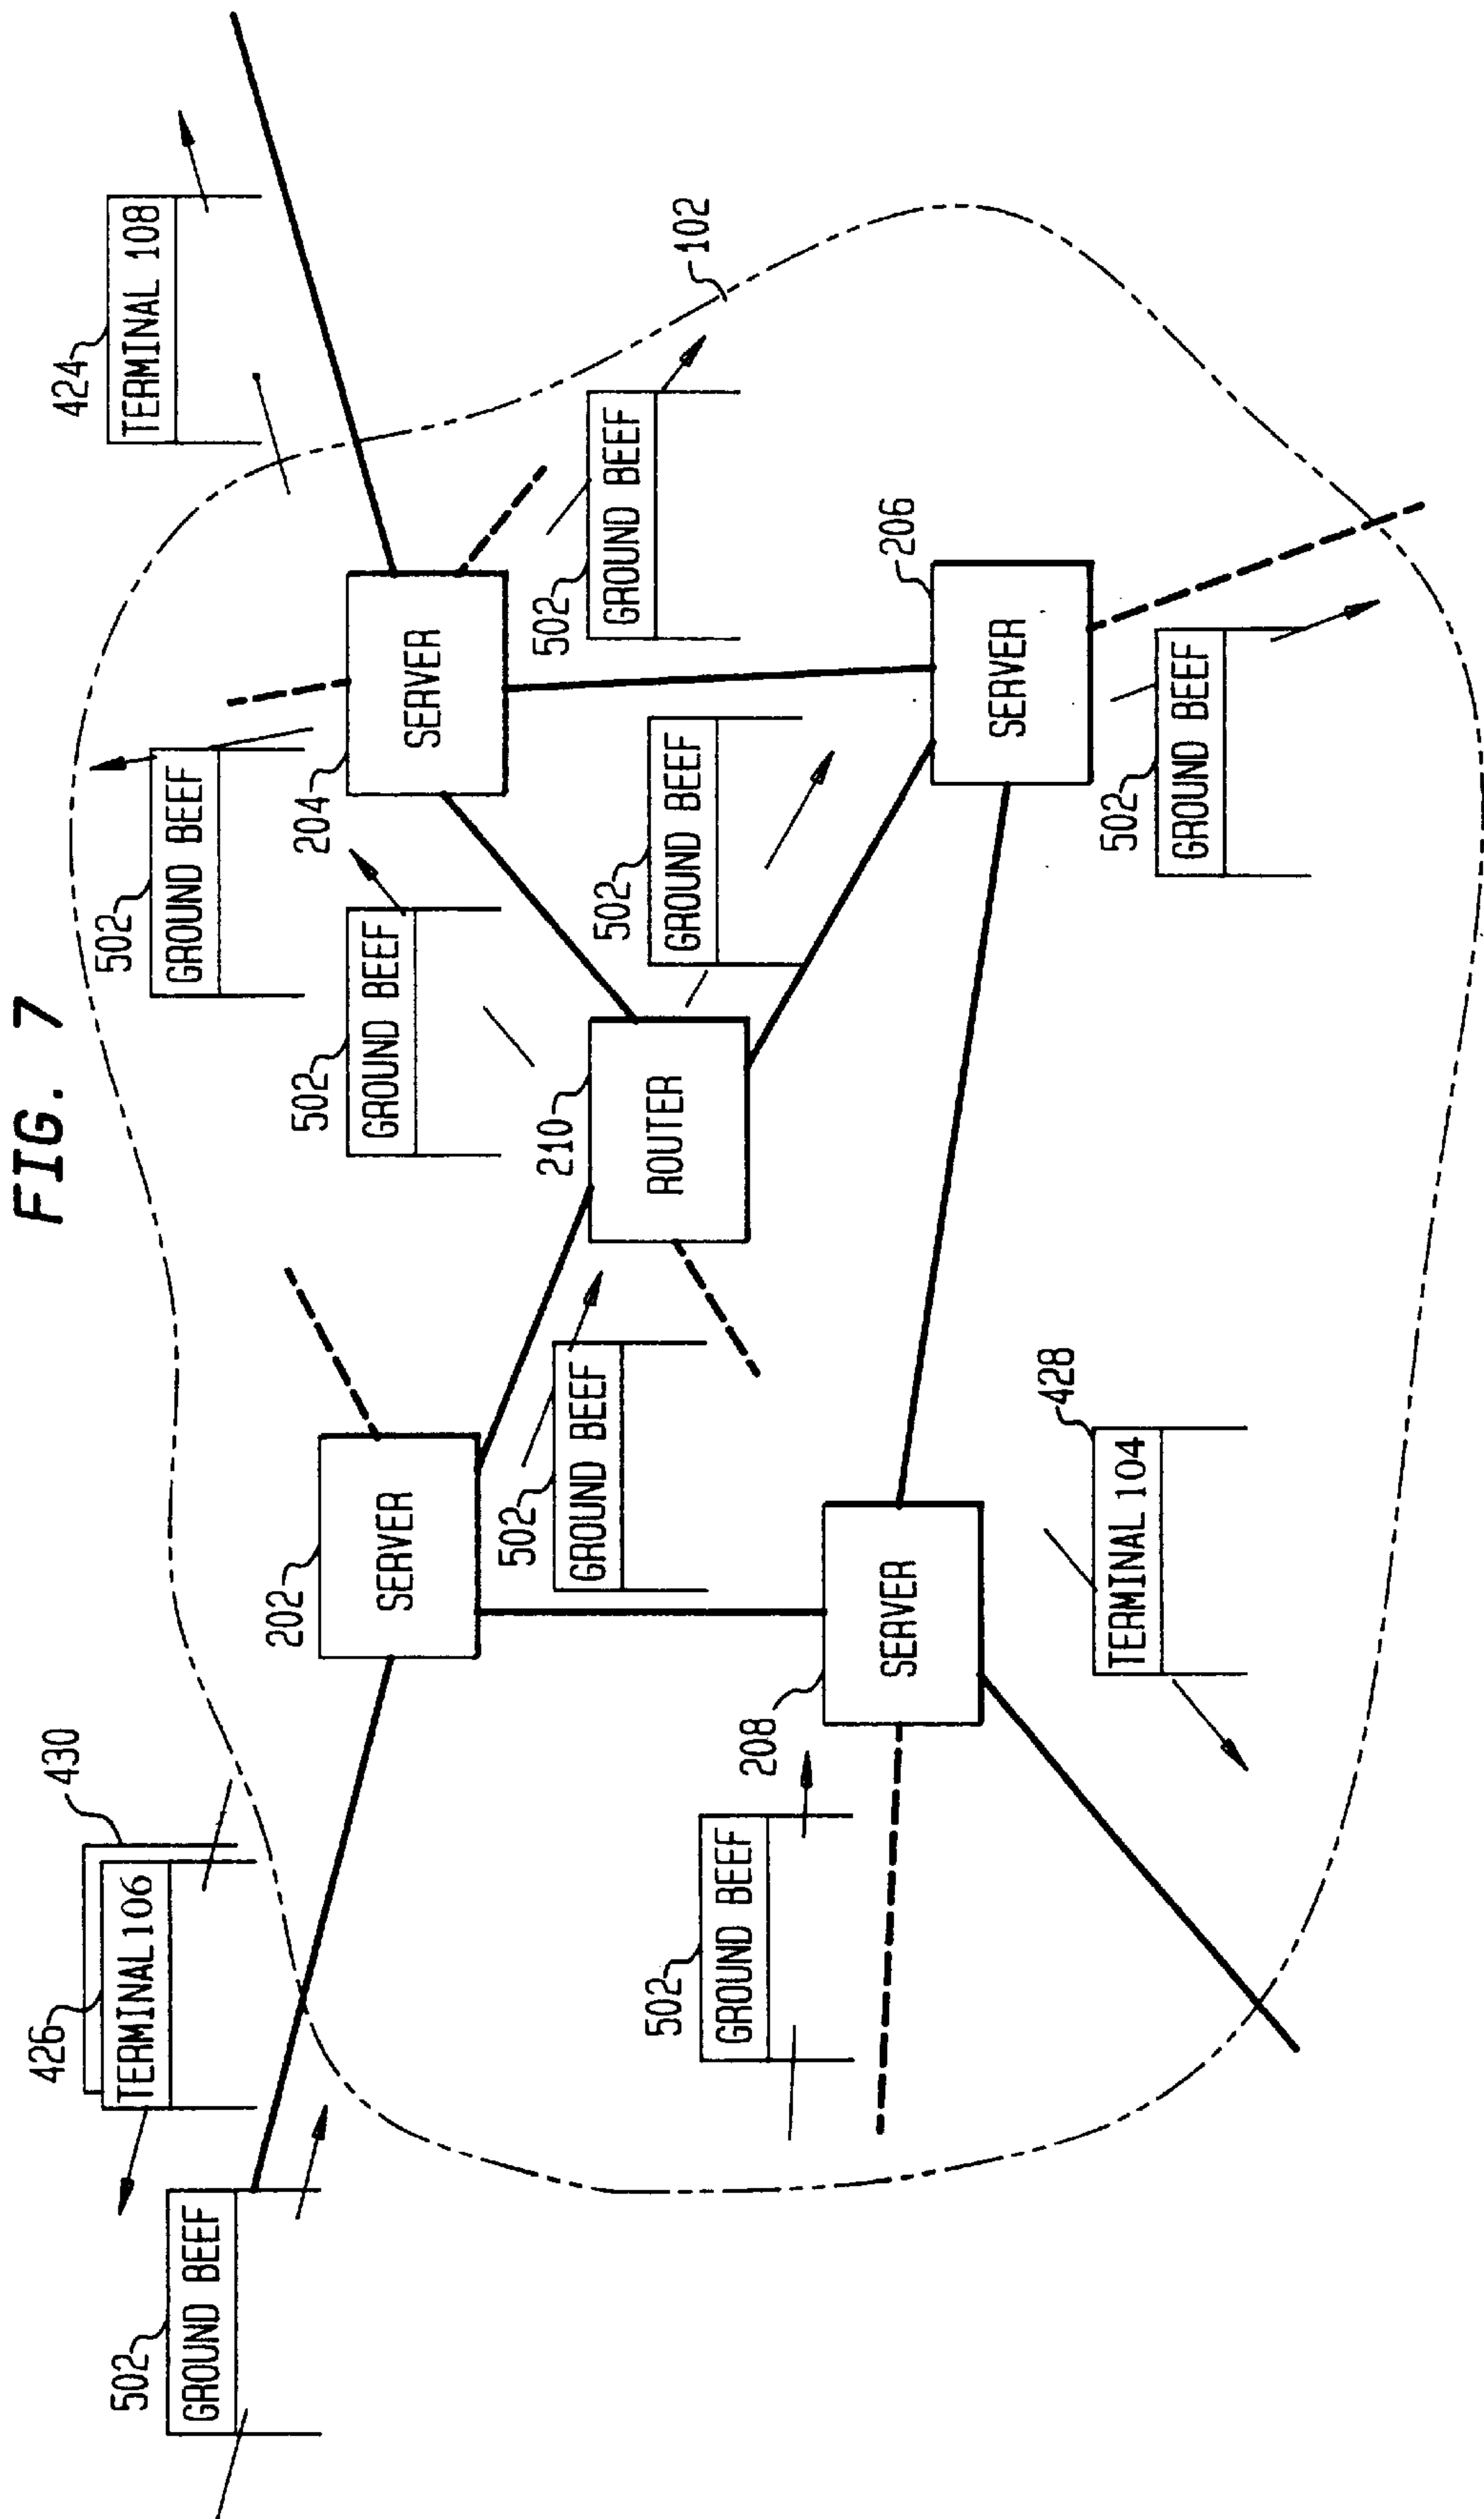 FIG. 7
502
GROUND BEEF
426
TERMINAL 106
430
202
SERVER
502
GROUND BEEF
210
ROUTER
502
GROUND BEEF
502
GROUND BEEF
204
SERVER
424
TERMINAL 108
502
GROUND BEEF
102
502
GROUND BEEF
206
SERVER
502
GROUND BEEF
208
SERVER
502
GROUND BEEF
428
TERMINAL 104